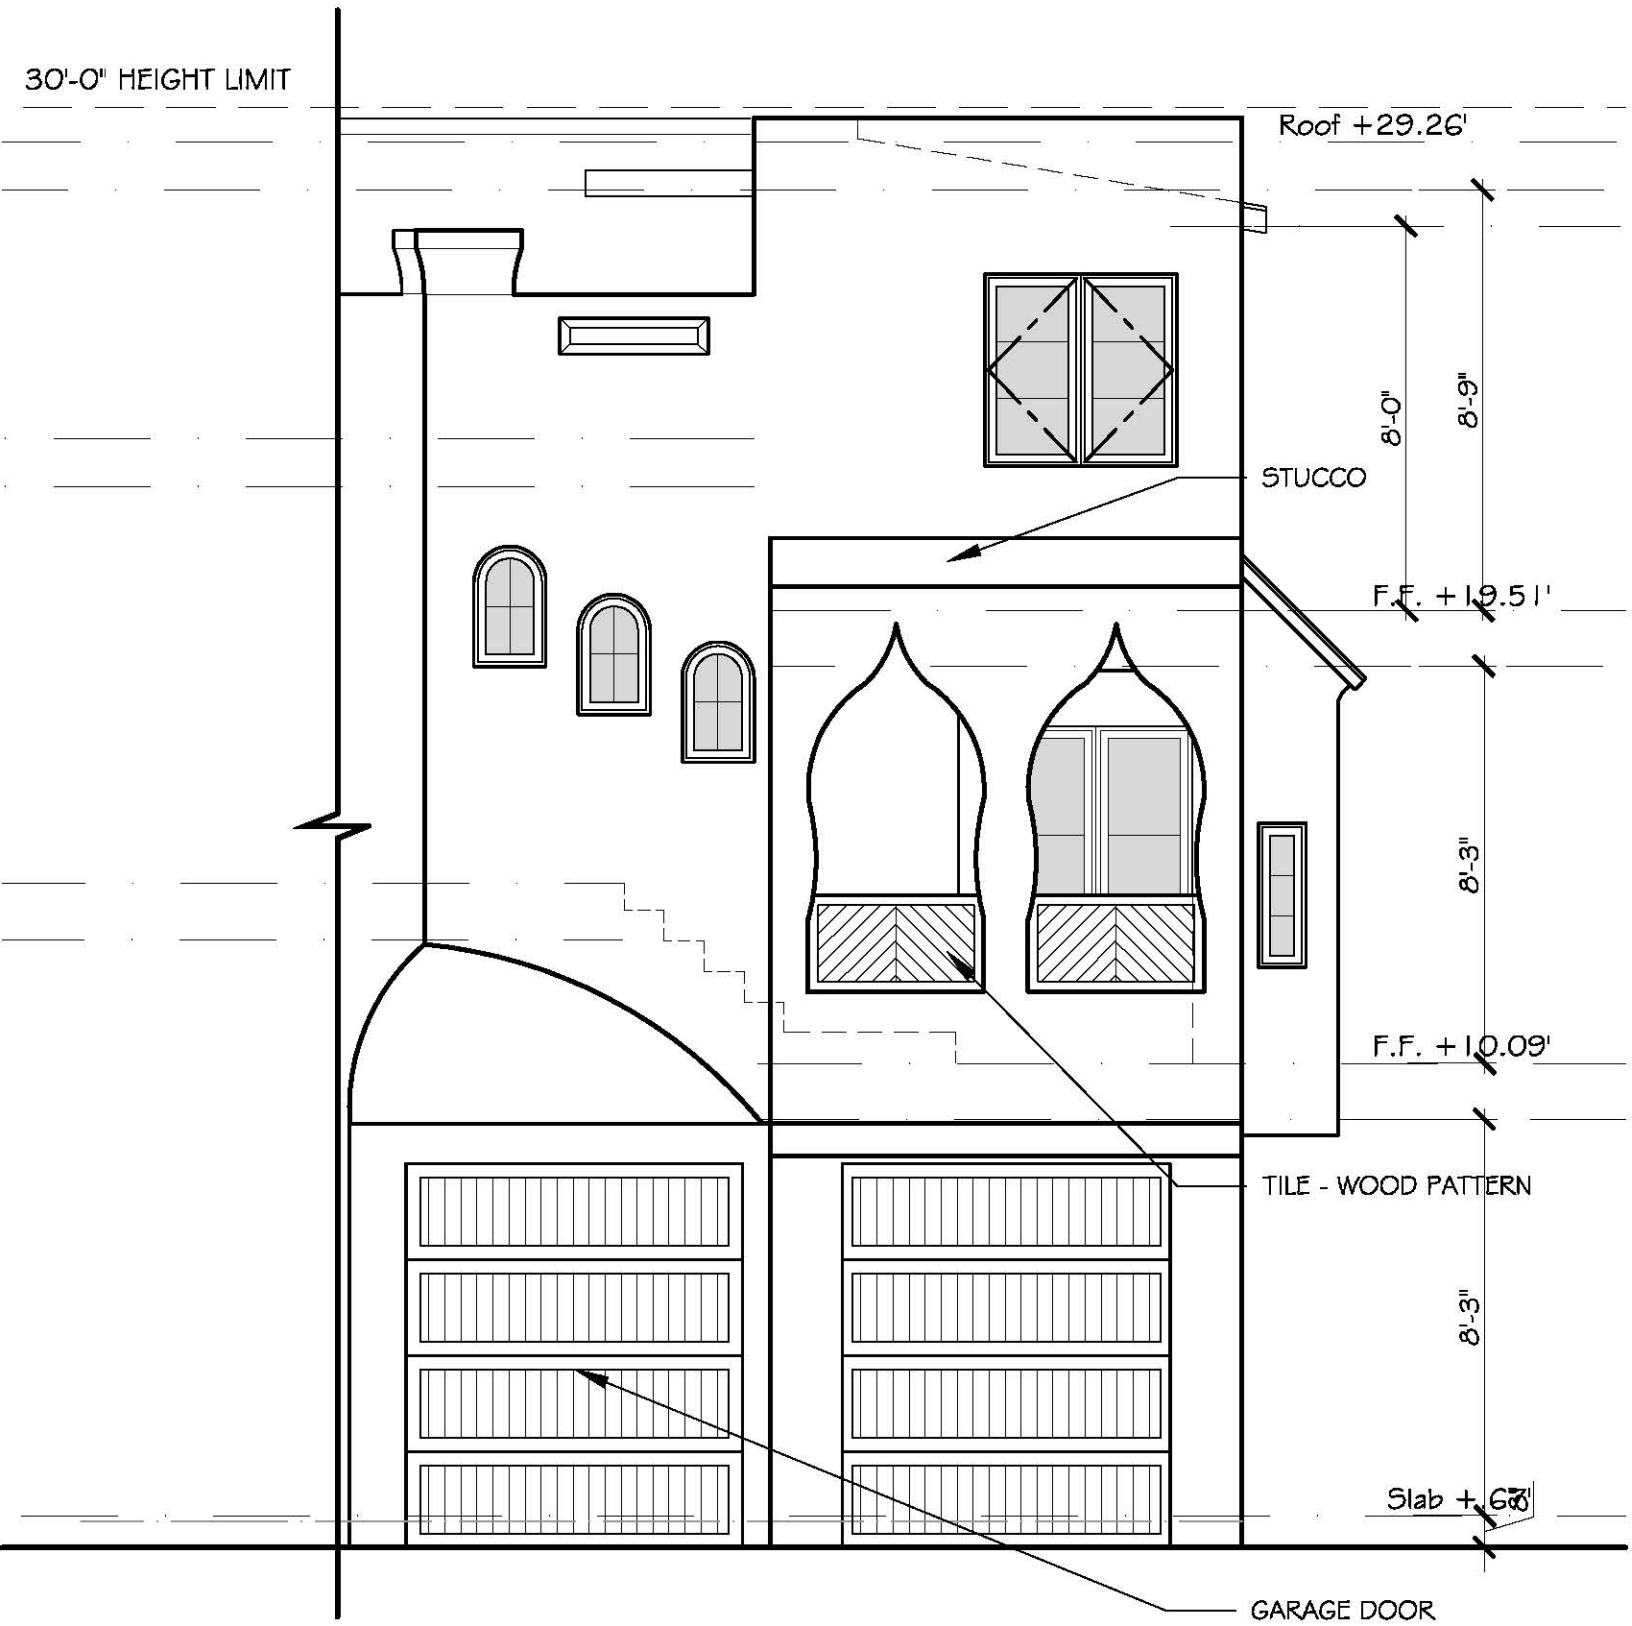 30'-0" HEIGHT LIMIT
Roof +29.26'
8'-0"
8'-9"
STUCCO
F.F. +19.51'
8'-3"
F.F. +10.09'
TILE - WOOD PATTERN
8'-3"
Slab +
GARAGE DOOR